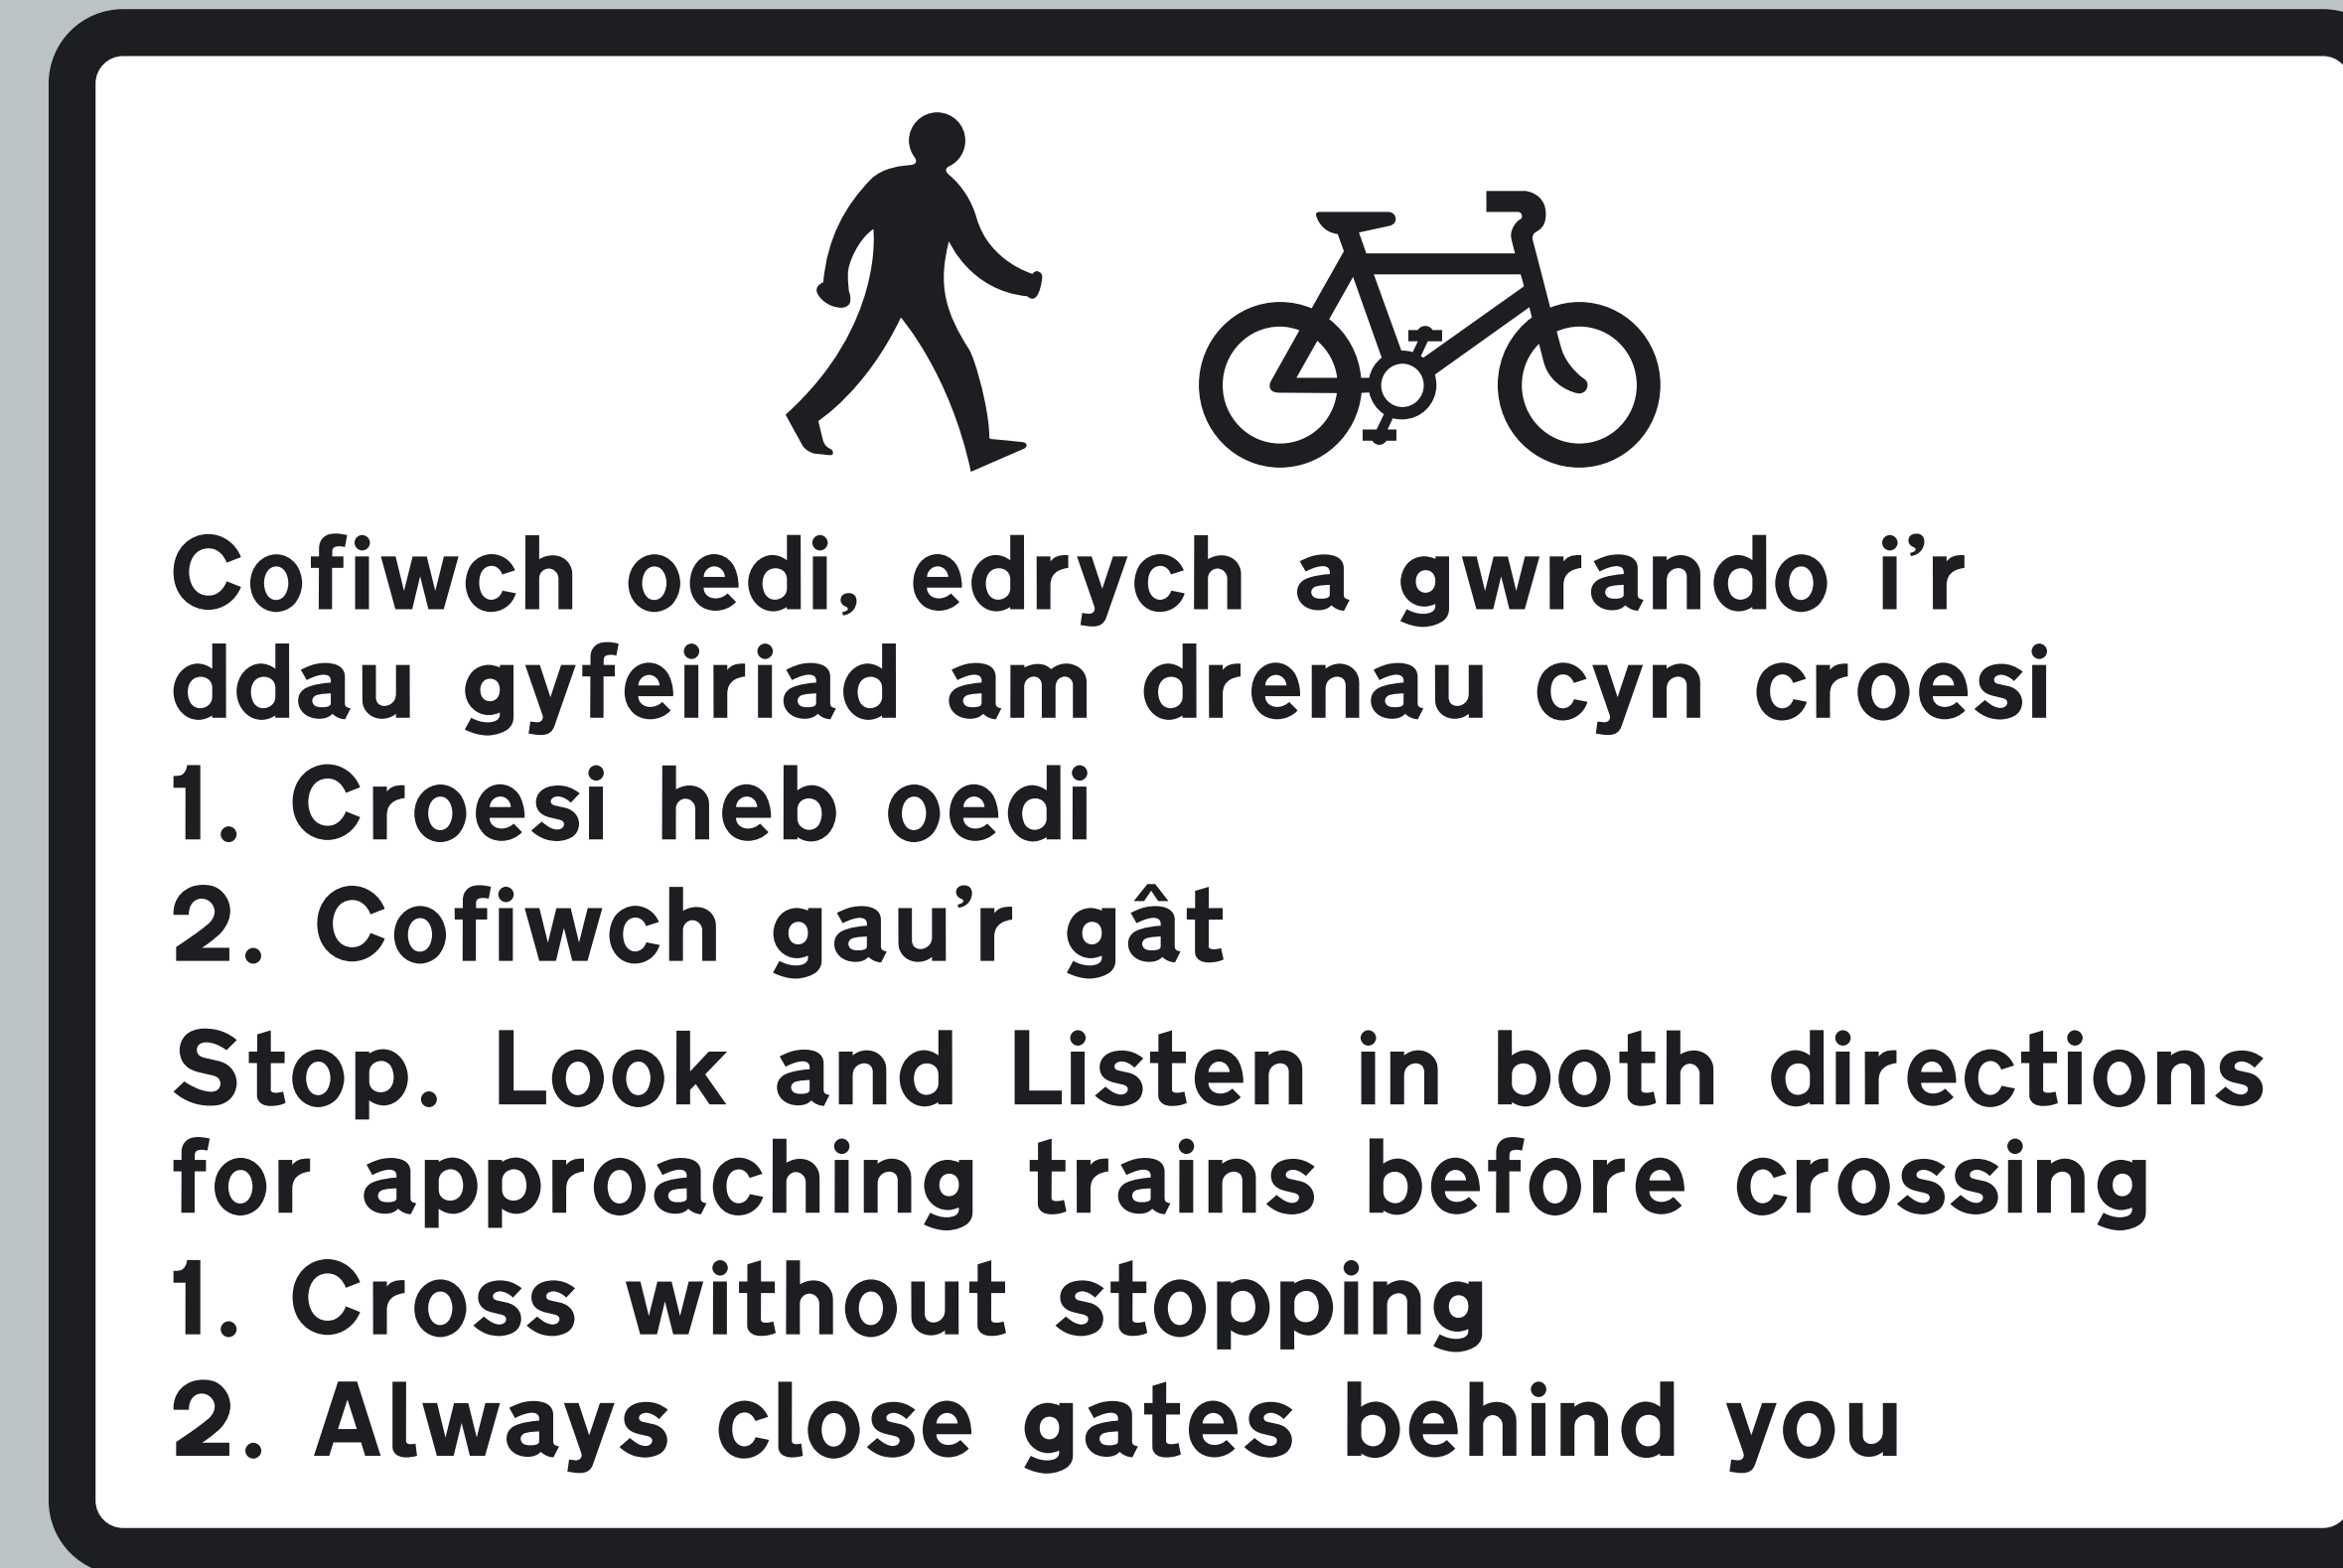 Cofiwch oedi, edrych a gwrando i’r
ddau gyfeiriad am drenau cyn croesi
1. Croesi heb oedi
2. Cofiwch gau’r gât
Stop. Look and Listen in both directions
for approaching trains before crossing
1. Cross without stopping
2. Always close gates behind you